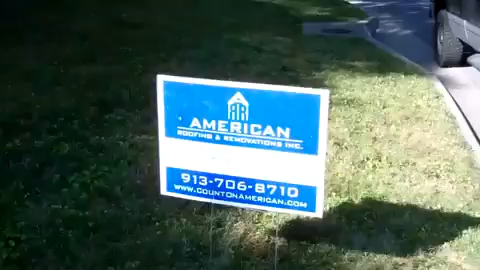 AMERICAN
ROOFING & RENOVATIONS INC.
913-706-8710
WWW.COUNTONAMERICAN.COM